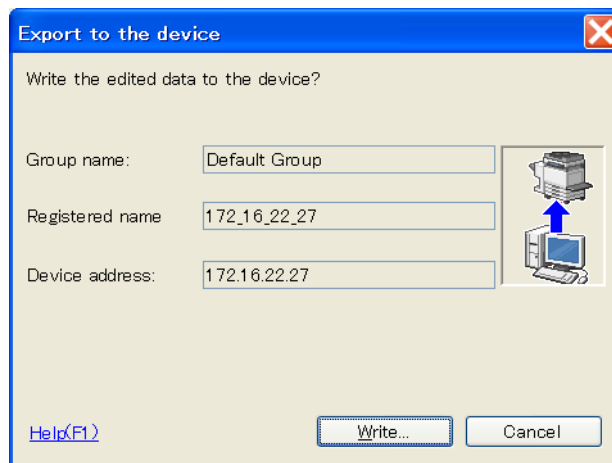 Export to the device
Write the edited data to the device?
Group name: Default Group
Registered name 172_16_22_27
Device address: 172.16.22.27
Help(F1) Write... Cancel